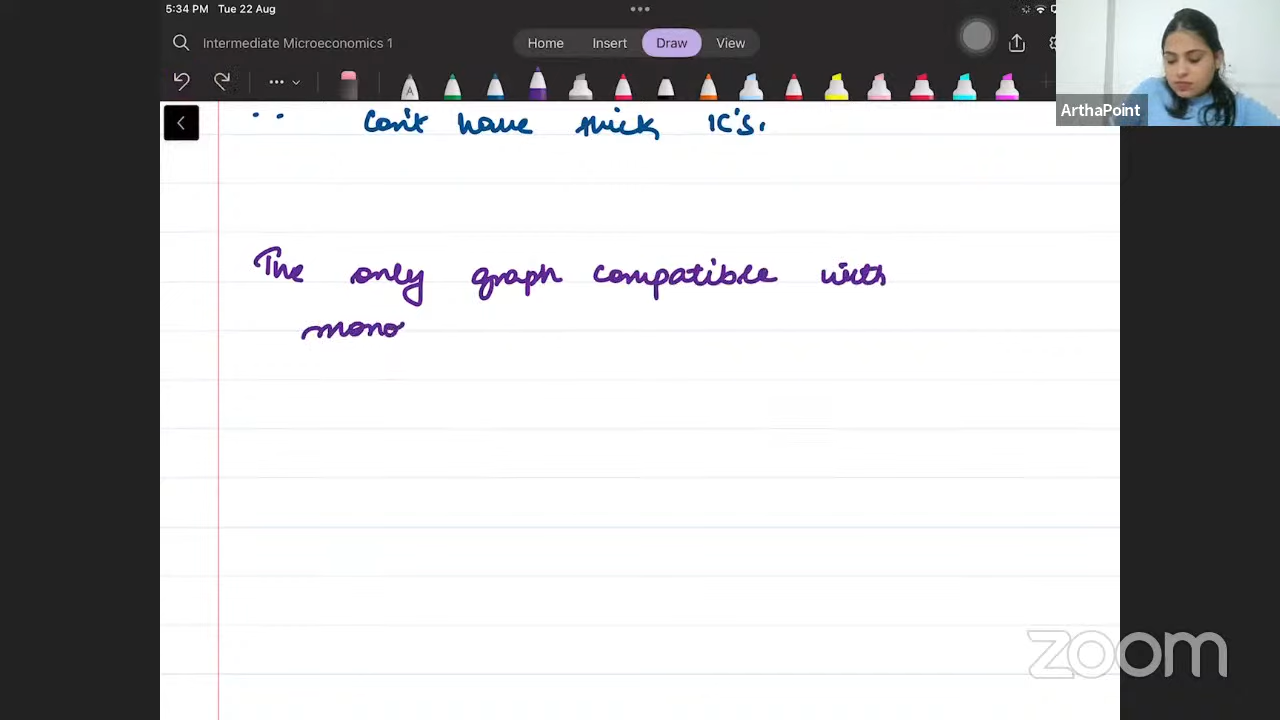 5:34 PM Tue 22 Aug
Intermediate Microeconomics 1
Home Insert Draw View
A
ArthaPoint
∴ can't have thick IC's.
The only graph compatible with
mono
zoom